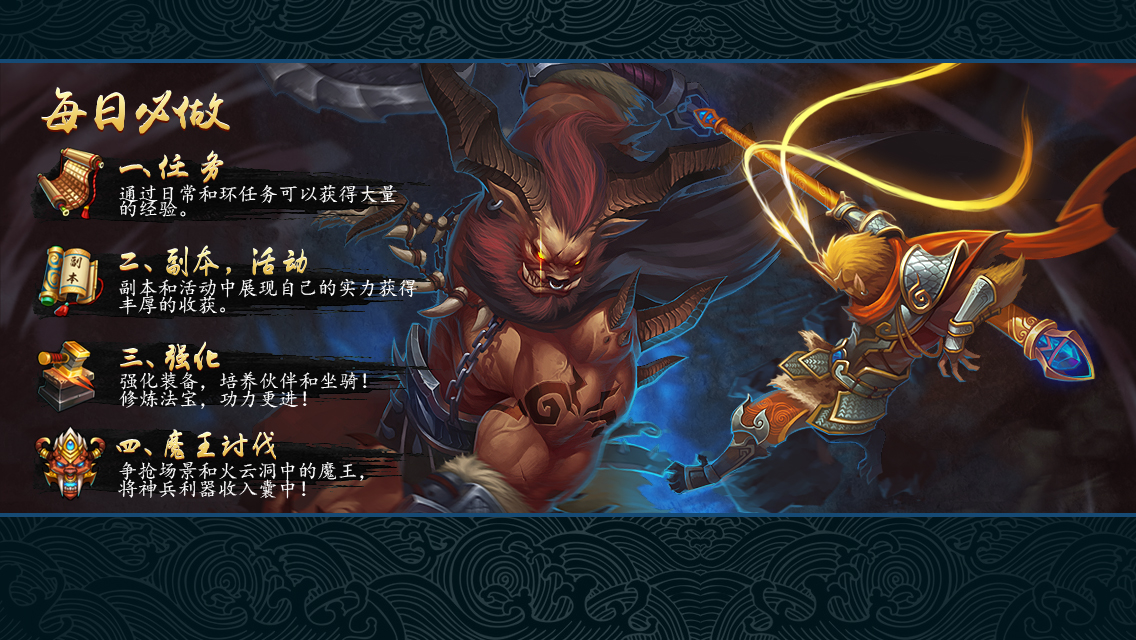 每日必做
一、任务
通过日常和环任务可以获得大量
的经验。
副本
二、副本，活动
副本和活动中展现自己的实力获得
丰厚的收获。
三、强化
强化装备，培养伙伴和坐骑！
修炼法宝，功力更进！
四、魔王讨伐
争抢场景和火云洞中的魔王，
将神兵利器收入囊中！